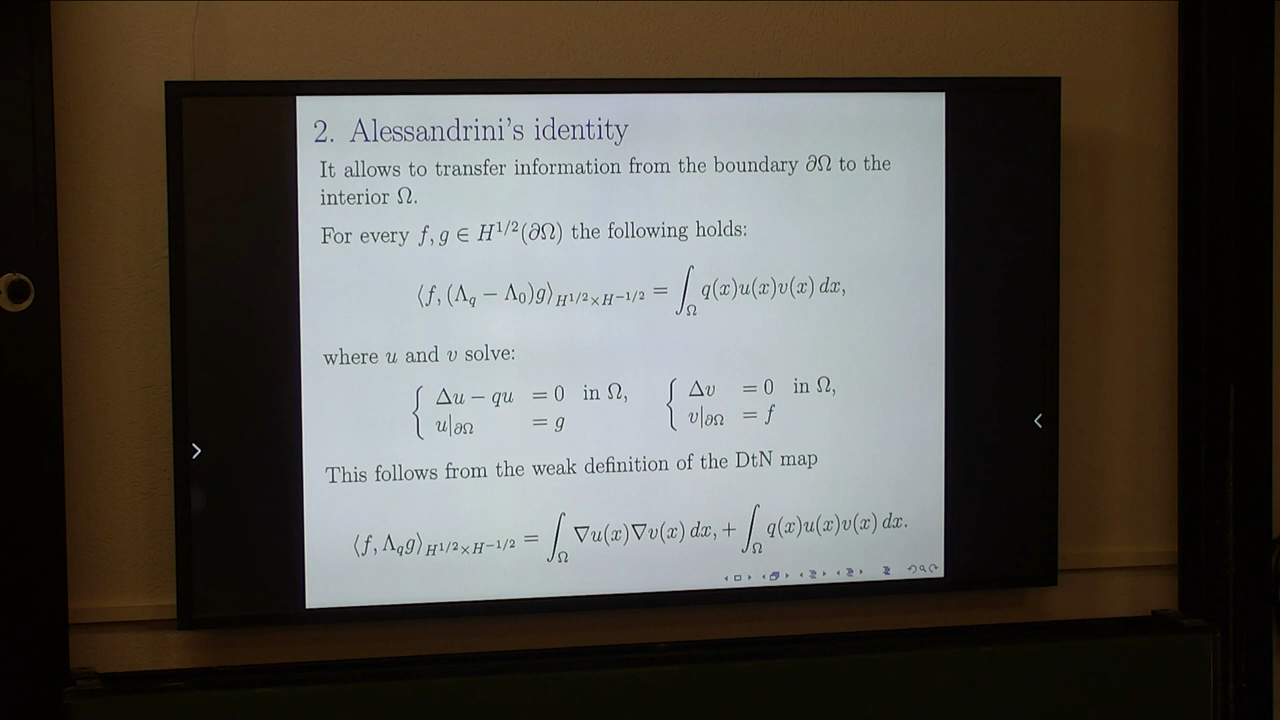 2. Alessandrini's identity
It allows to transfer information from the boundary ∂Ω to the
interior Ω.
For every f, g ∈ H^{1/2}(∂Ω) the following holds:
⟨f, (Λ_q − Λ_0)g⟩_{H^{1/2}×H^{−1/2}} = ∫_Ω q(x)u(x)v(x) dx,
where u and v solve:
{ Δu − qu = 0 in Ω, { Δv = 0 in Ω,
u|_{∂Ω} = g v|_{∂Ω} = f
This follows from the weak definition of the DtN map
⟨f, Λ_q g⟩_{H^{1/2}×H^{−1/2}} = ∫_Ω ∇u(x)∇v(x) dx, + ∫_Ω q(x)u(x)v(x) dx.